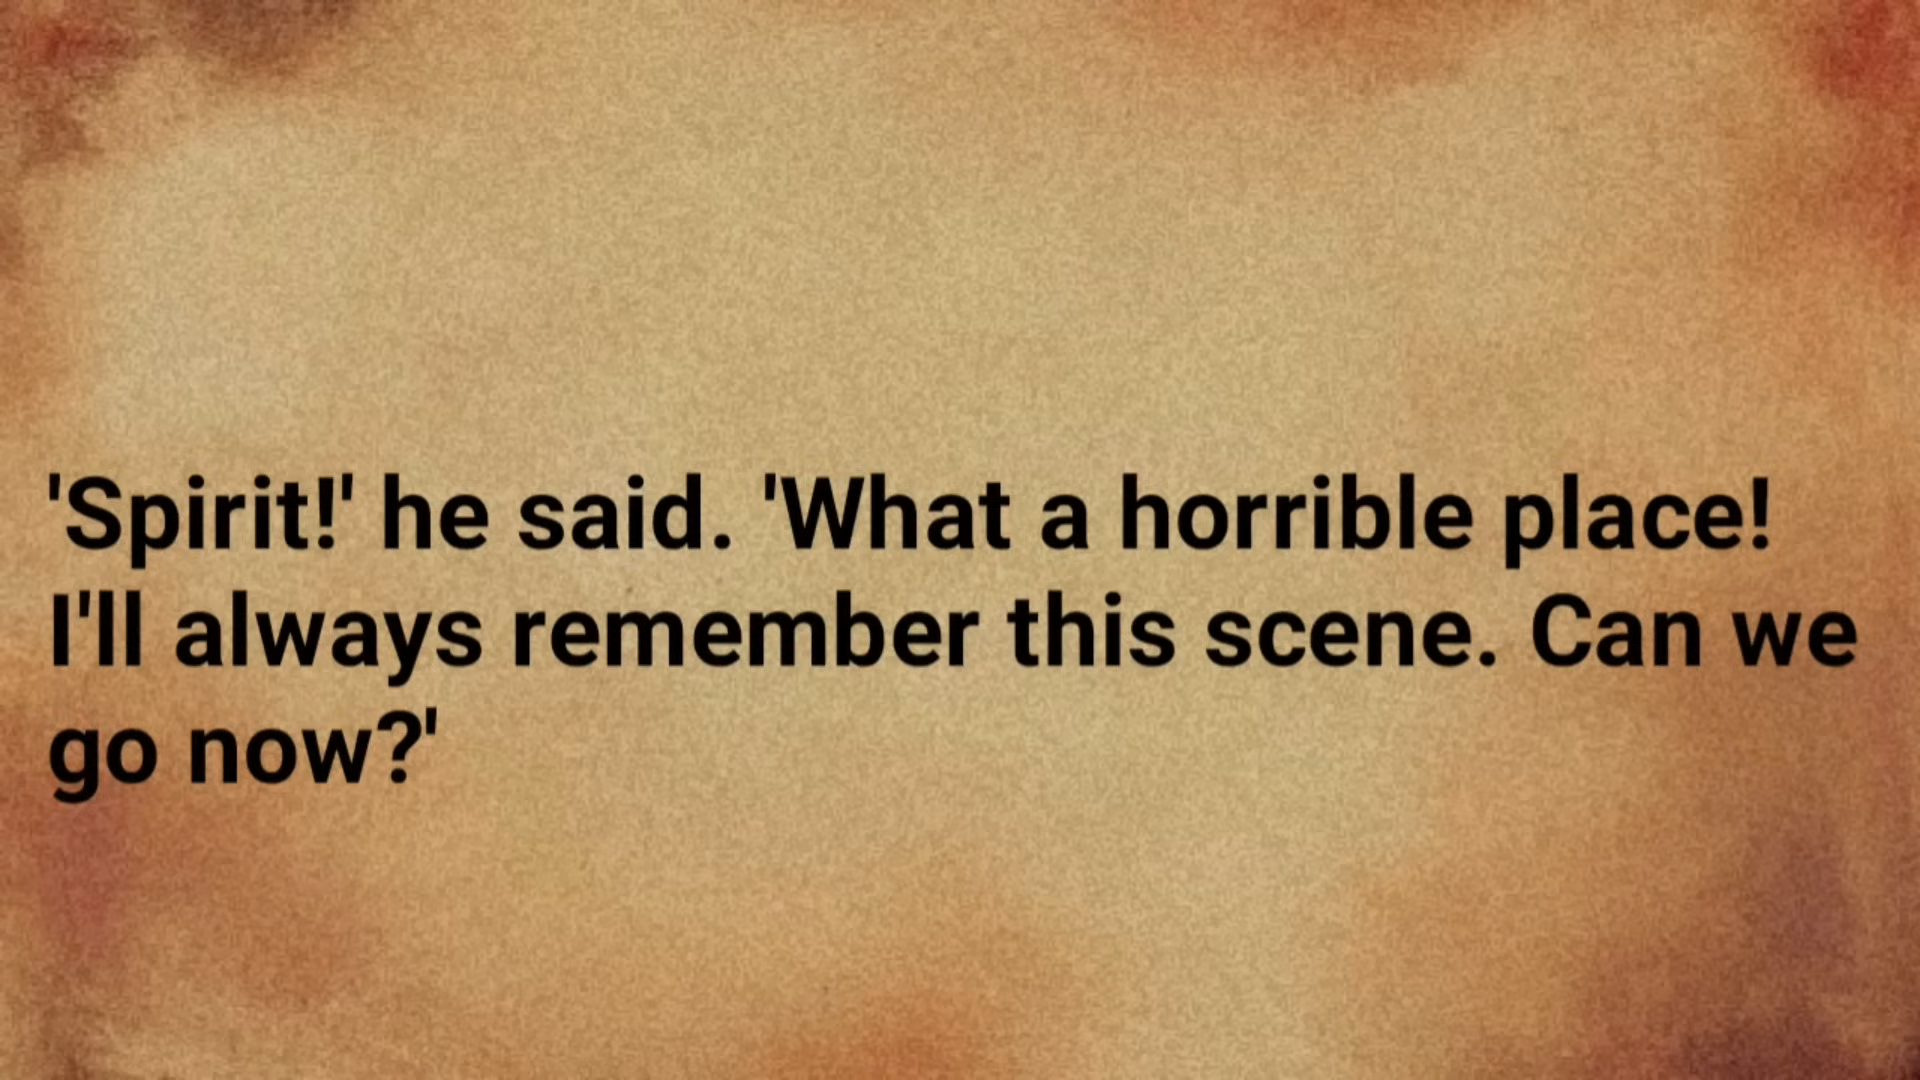 'Spirit!' he said. 'What a horrible place!
I'll always remember this scene. Can we
go now?'